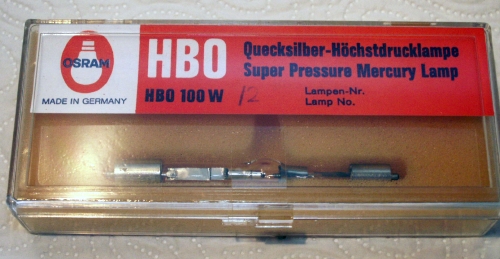 OSRAM
MADE IN GERMANY
HBO
HBO 100 W 12
Quecksilber-Höchstdrucklampe
Super Pressure Mercury Lamp
Lampen-Nr.
Lamp No.